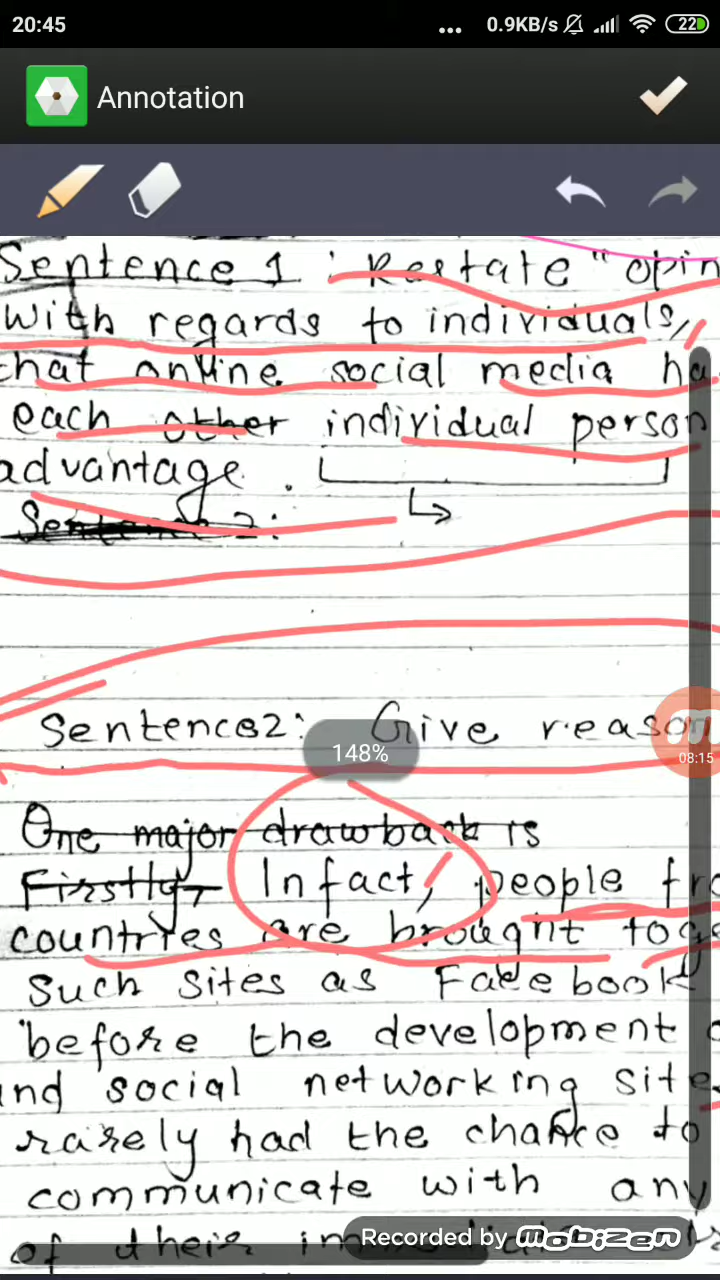 20:45 ... 0.9KB/s 22
Annotation
Sentence 1 : Restate "opin
with regards to individuals,
that online social media ha
each other individual person
advantage.
Sentence 2:
Sentence2: Give reason
148%
08:15
One major drawback is
Firstly, Infact, people fro
countries are brought toge
such sites as Facebook
before the development o
and social networking site
rarely had the chance to
communicate with any
of their
Recorded by mobizen